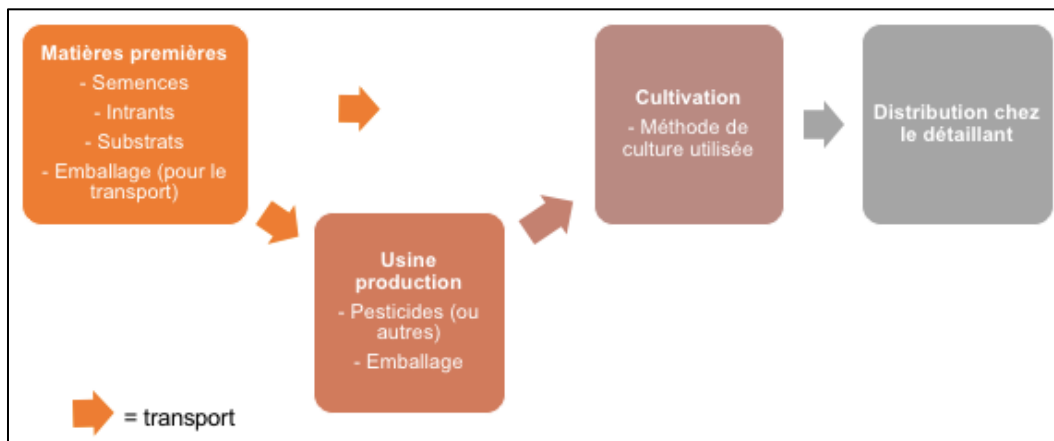 Matières premières
- Semences
- Intrants
- Substrats
- Emballage (pour le
transport)
Usine
production
- Pesticides (ou
autres)
- Emballage
Cultivation
- Méthode de
culture utilisée
Distribution chez
le détaillant
= transport